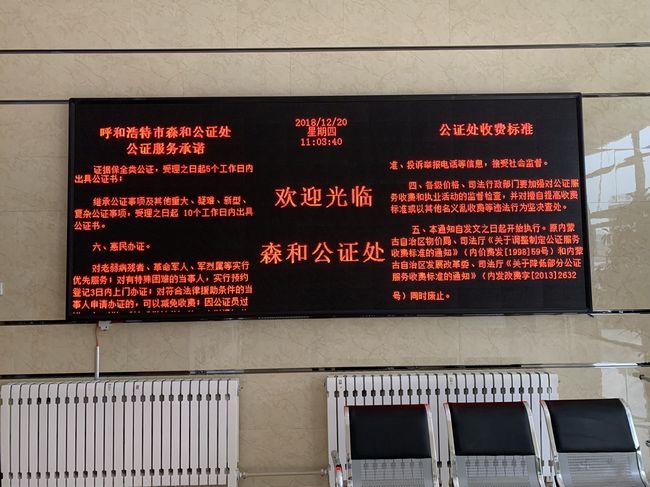 呼和浩特市森和公证处
公证服务承诺
证据保全类公证，受理之日起5个工作日内
出具公证书：
继承公证事项及其他重大、疑难、新型、
复杂公证事项，受理之日起 10个工作日内出具
公证书。
六、惠民办证。
对老弱病残者、革命军人、军烈属等实行
优先服务；对有特殊困难的当事人，实行预约
登记3日内上门办证；对符合法律援助条件的当
事人申请办证的，可以减免收费；因公证员过
2018/12/20
星期四
11:03:40
欢迎光临
森和公证处
公证处收费标准
准、投诉举报电话等信息，接受社会监督。
四、各级价格、司法行政部门要加强对公证服
务收费和执业活动的监督检查，并对擅自提高收费
标准或以其他名义乱收费等违法行为坚决查处。
五、本通知自发文之日起开始执行。原内蒙
古自治区物价局、司法厅《关于调整制定公证服务
收费标准的通知》（内价费发[1998]59号）和内蒙
古自治区发展改革委、司法厅《关于降低部分公证
服务收费标准的通知》（内发改费字[2013]2632
号）同时废止。